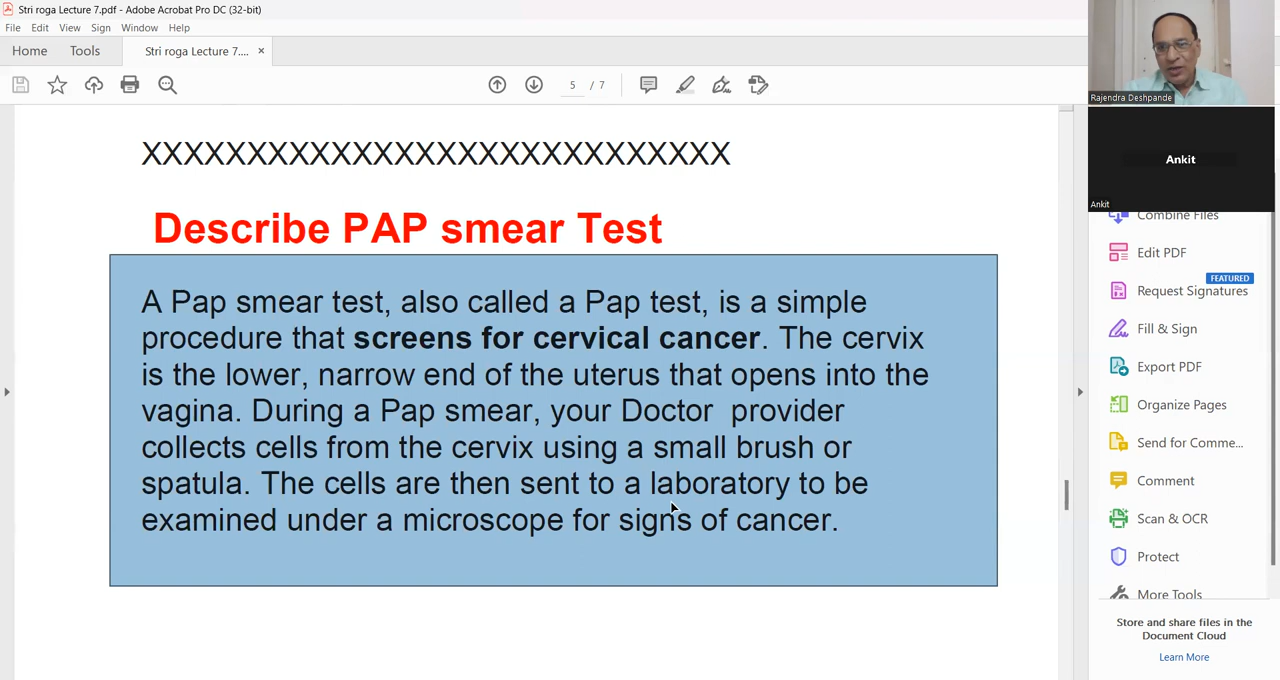 Stri roga Lecture 7.pdf - Adobe Acrobat Pro DC (32-bit)
File Edit View Sign Window Help
Home Tools Stri roga Lecture 7.... ×
5 / 7
XXXXXXXXXXXXXXXXXXXXXXXXXXXX
Describe PAP smear Test
A Pap smear test, also called a Pap test, is a simple
procedure that screens for cervical cancer. The cervix
is the lower, narrow end of the uterus that opens into the
vagina. During a Pap smear, your Doctor provider
collects cells from the cervix using a small brush or
spatula. The cells are then sent to a laboratory to be
examined under a microscope for signs of cancer.
Rajendra Deshpande
Ankit
Ankit
Combine Files
Edit PDF
FEATURED
Request Signatures
Fill & Sign
Export PDF
Organize Pages
Send for Comme...
Comment
Scan & OCR
Protect
More Tools
Store and share files in the
Document Cloud
Learn More